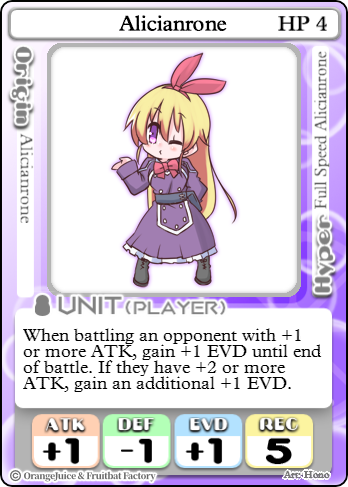 Alicianrone HP 4
Origin Alicianrone
Hyper Full Speed Alicianrone
UNIT (PLAYER)
When battling an opponent with +1
or more ATK, gain +1 EVD until end
of battle. If they have +2 or more
ATK, gain an additional +1 EVD.
ATK DEF EVD REC
+1 -1 +1 5
© OrangeJuice & Fruitbat Factory Art: Hono